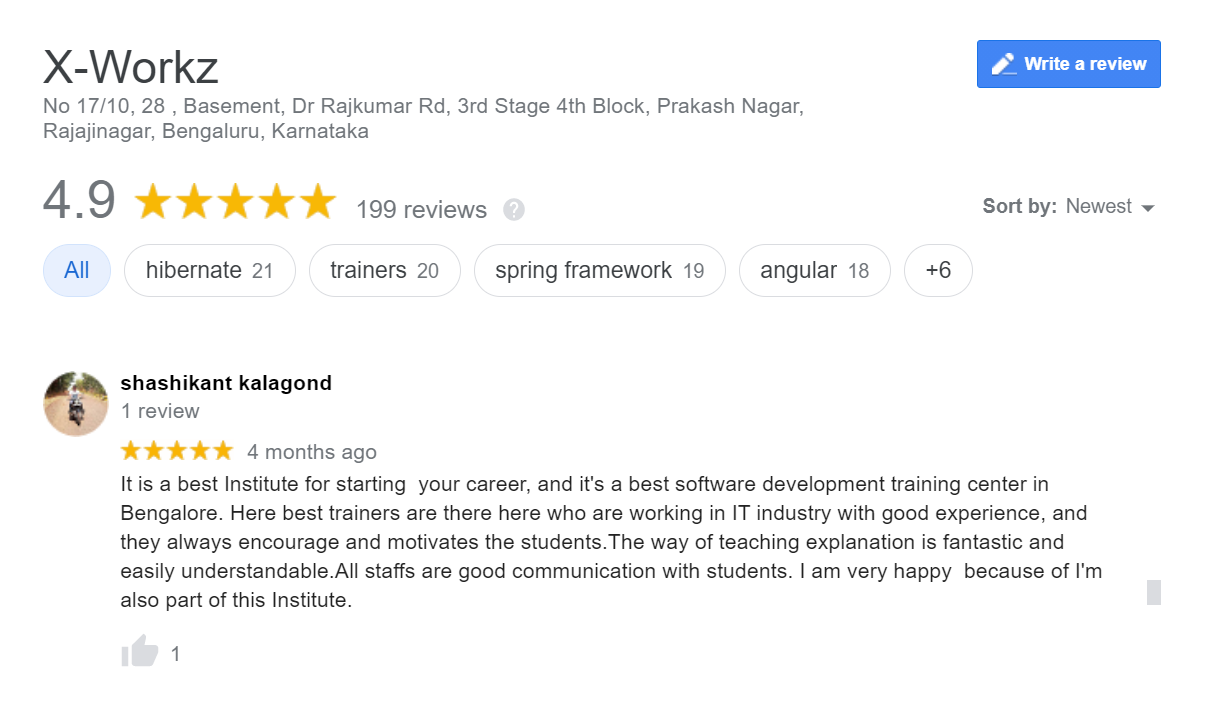 X-Workz
Write a review
No 17/10, 28 , Basement, Dr Rajkumar Rd, 3rd Stage 4th Block, Prakash Nagar,
Rajajinagar, Bengaluru, Karnataka
4.9 199 reviews ?
Sort by: Newest
All hibernate 21 trainers 20 spring framework 19 angular 18 +6
shashikant kalagond
1 review
4 months ago
It is a best Institute for starting  your career, and it's a best software development training center in
Bengalore. Here best trainers are there here who are working in IT industry with good experience, and
they always encourage and motivates the students.The way of teaching explanation is fantastic and
easily understandable.All staffs are good communication with students. I am very happy  because of I'm
also part of this Institute.
1